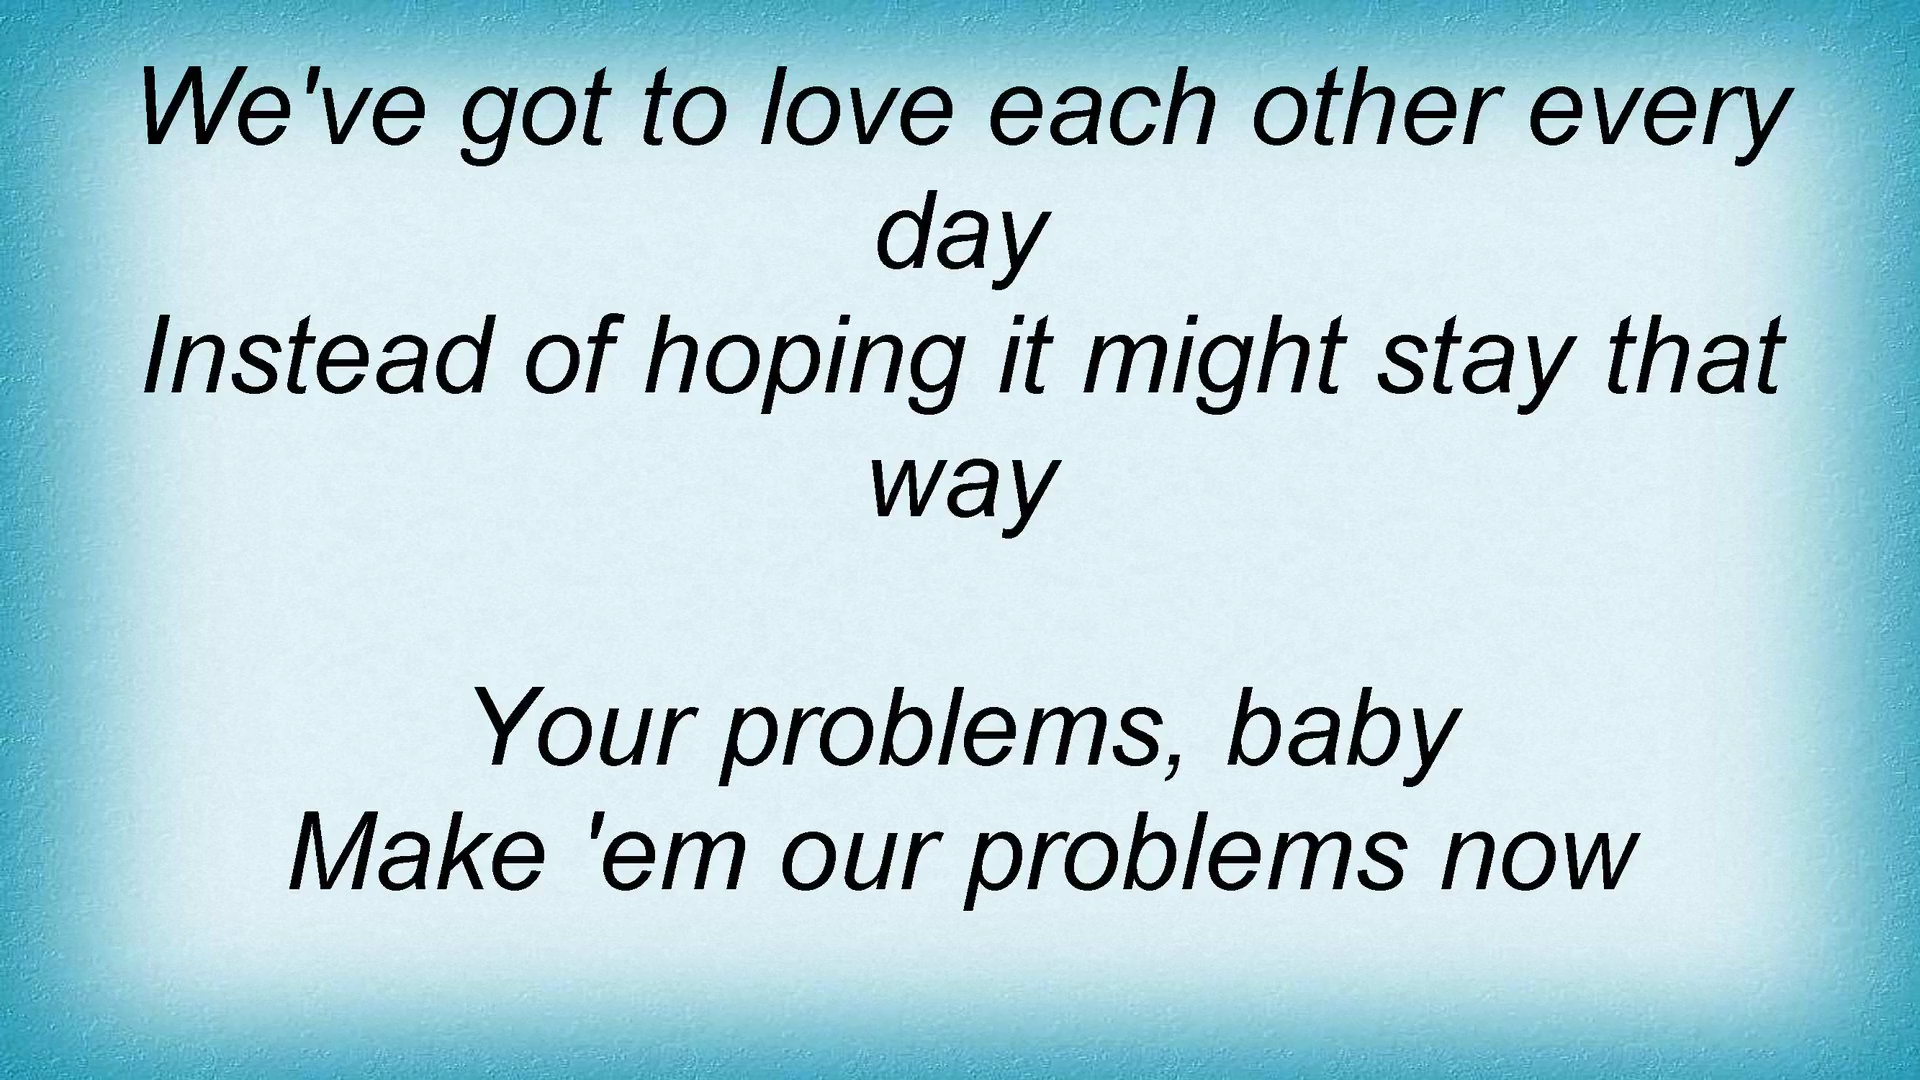 We've got to love each other every
day
Instead of hoping it might stay that
way
Your problems, baby
Make 'em our problems now